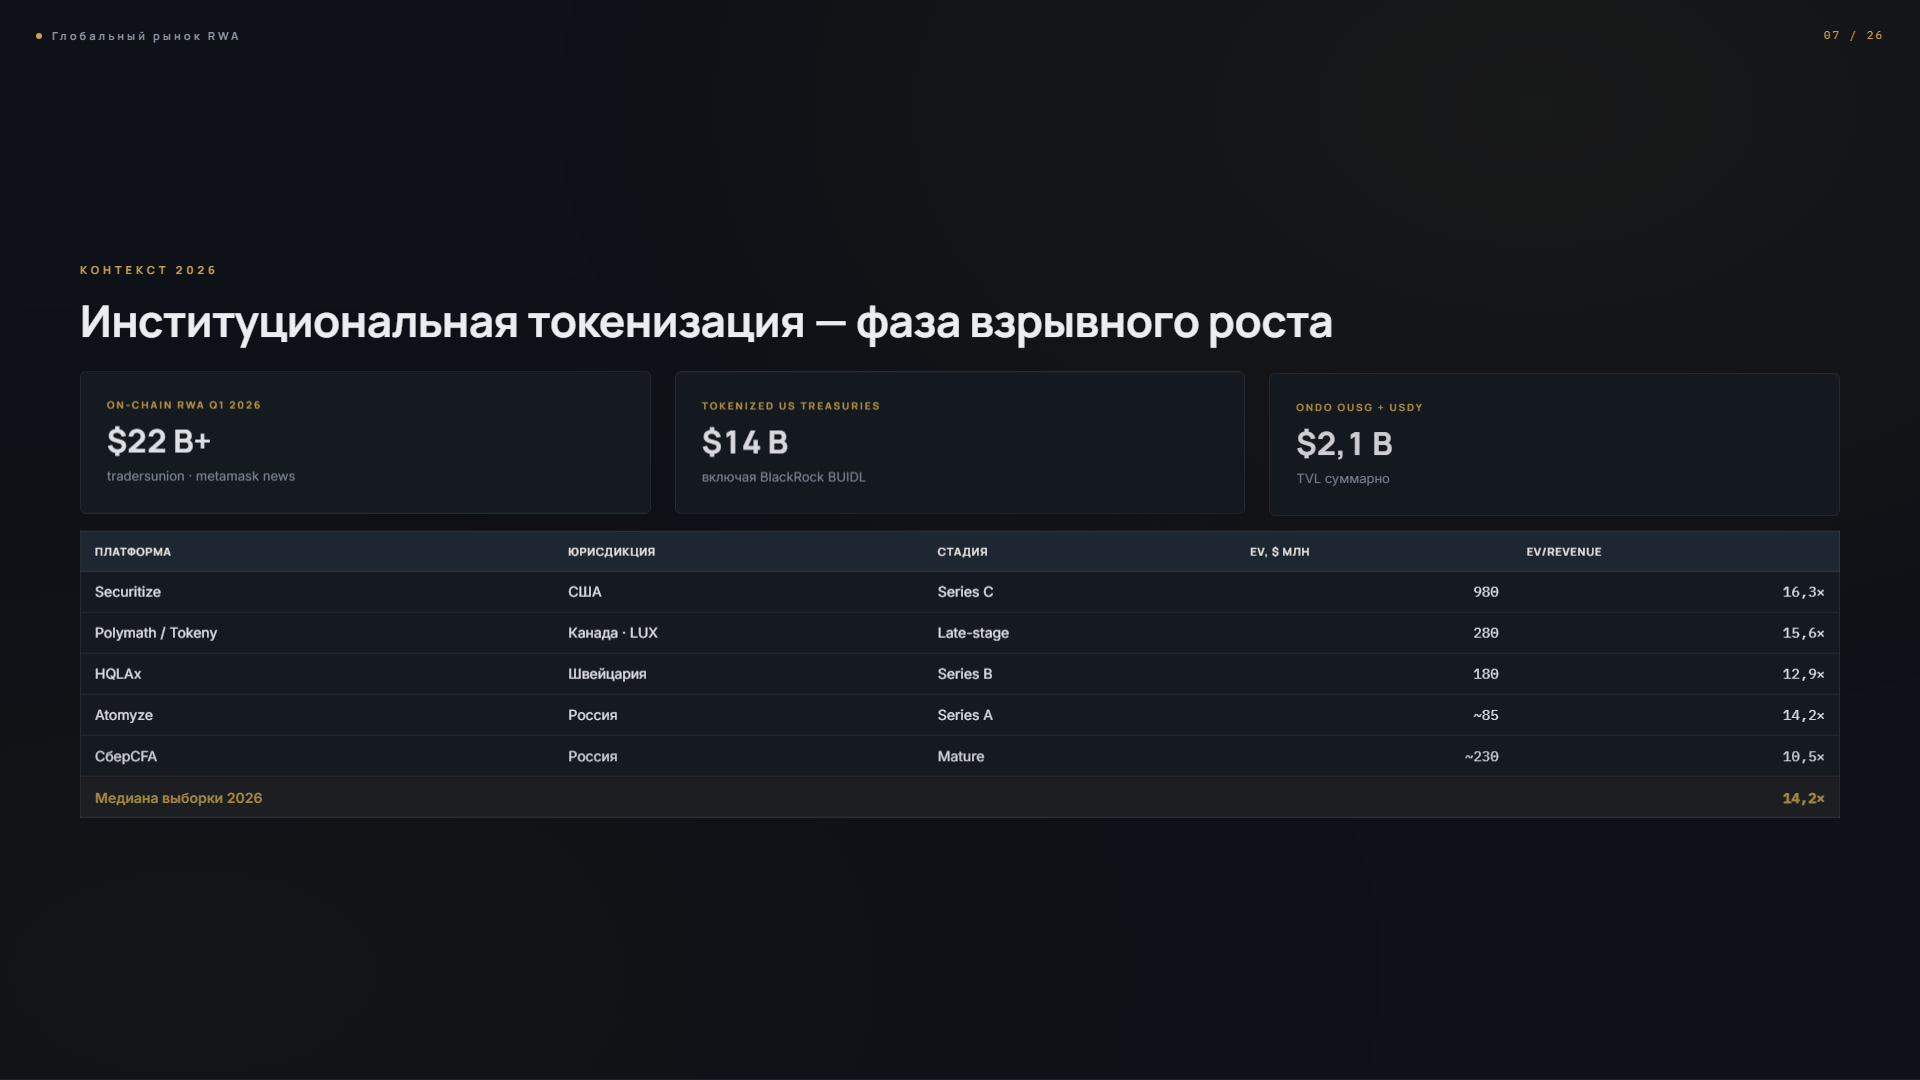 Глобальный рынок RWA
07 / 26
КОНТЕКСТ 2026
Институциональная токенизация — фаза взрывного роста
ON-CHAIN RWA Q1 2026
$22 B+
tradersunion · metamask news
TOKENIZED US TREASURIES
$14 B
включая BlackRock BUIDL
ONDO OUSG + USDY
$2,1 B
TVL суммарно
ПЛАТФОРМА ЮРИСДИКЦИЯ СТАДИЯ EV, $ МЛН EV/REVENUE
Securitize США Series C 980 16,3×
Polymath / Tokeny Канада · LUX Late-stage 280 15,6×
HQLAx Швейцария Series B 180 12,9×
Atomyze Россия Series A ~85 14,2×
СберCFA Россия Mature ~230 10,5×
Медиана выборки 2026 14,2×